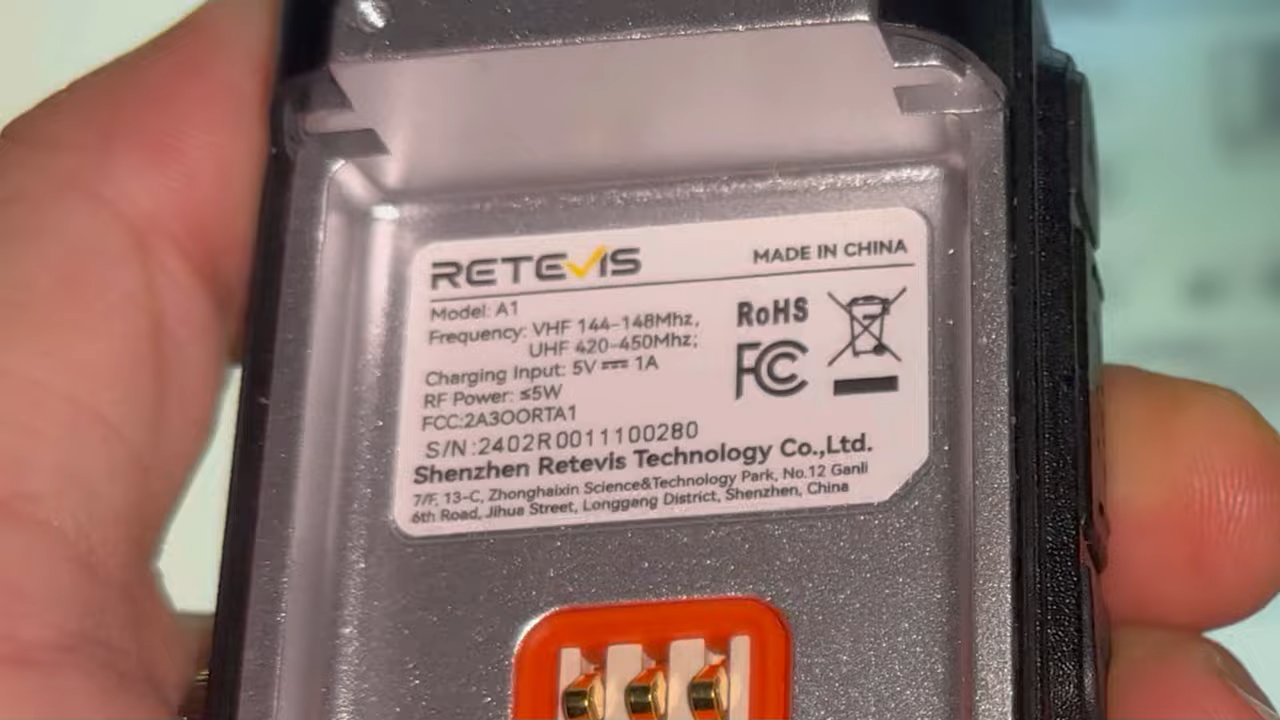 RETEVIS
MADE IN CHINA
Model: A1
Frequency: VHF 144-148Mhz,
UHF 420-450Mhz;
Charging Input: 5V 1A
RF Power: ≤5W
FCC:2A3OORTA1
S/N:2402R0011100280
RoHS
FC
Shenzhen Retevis Technology Co.,Ltd.
7/F, 13-C, Zhonghaixin Science&Technology Park, No.12 Ganli
6th Road, Jihua Street, Longgang District, Shenzhen, China